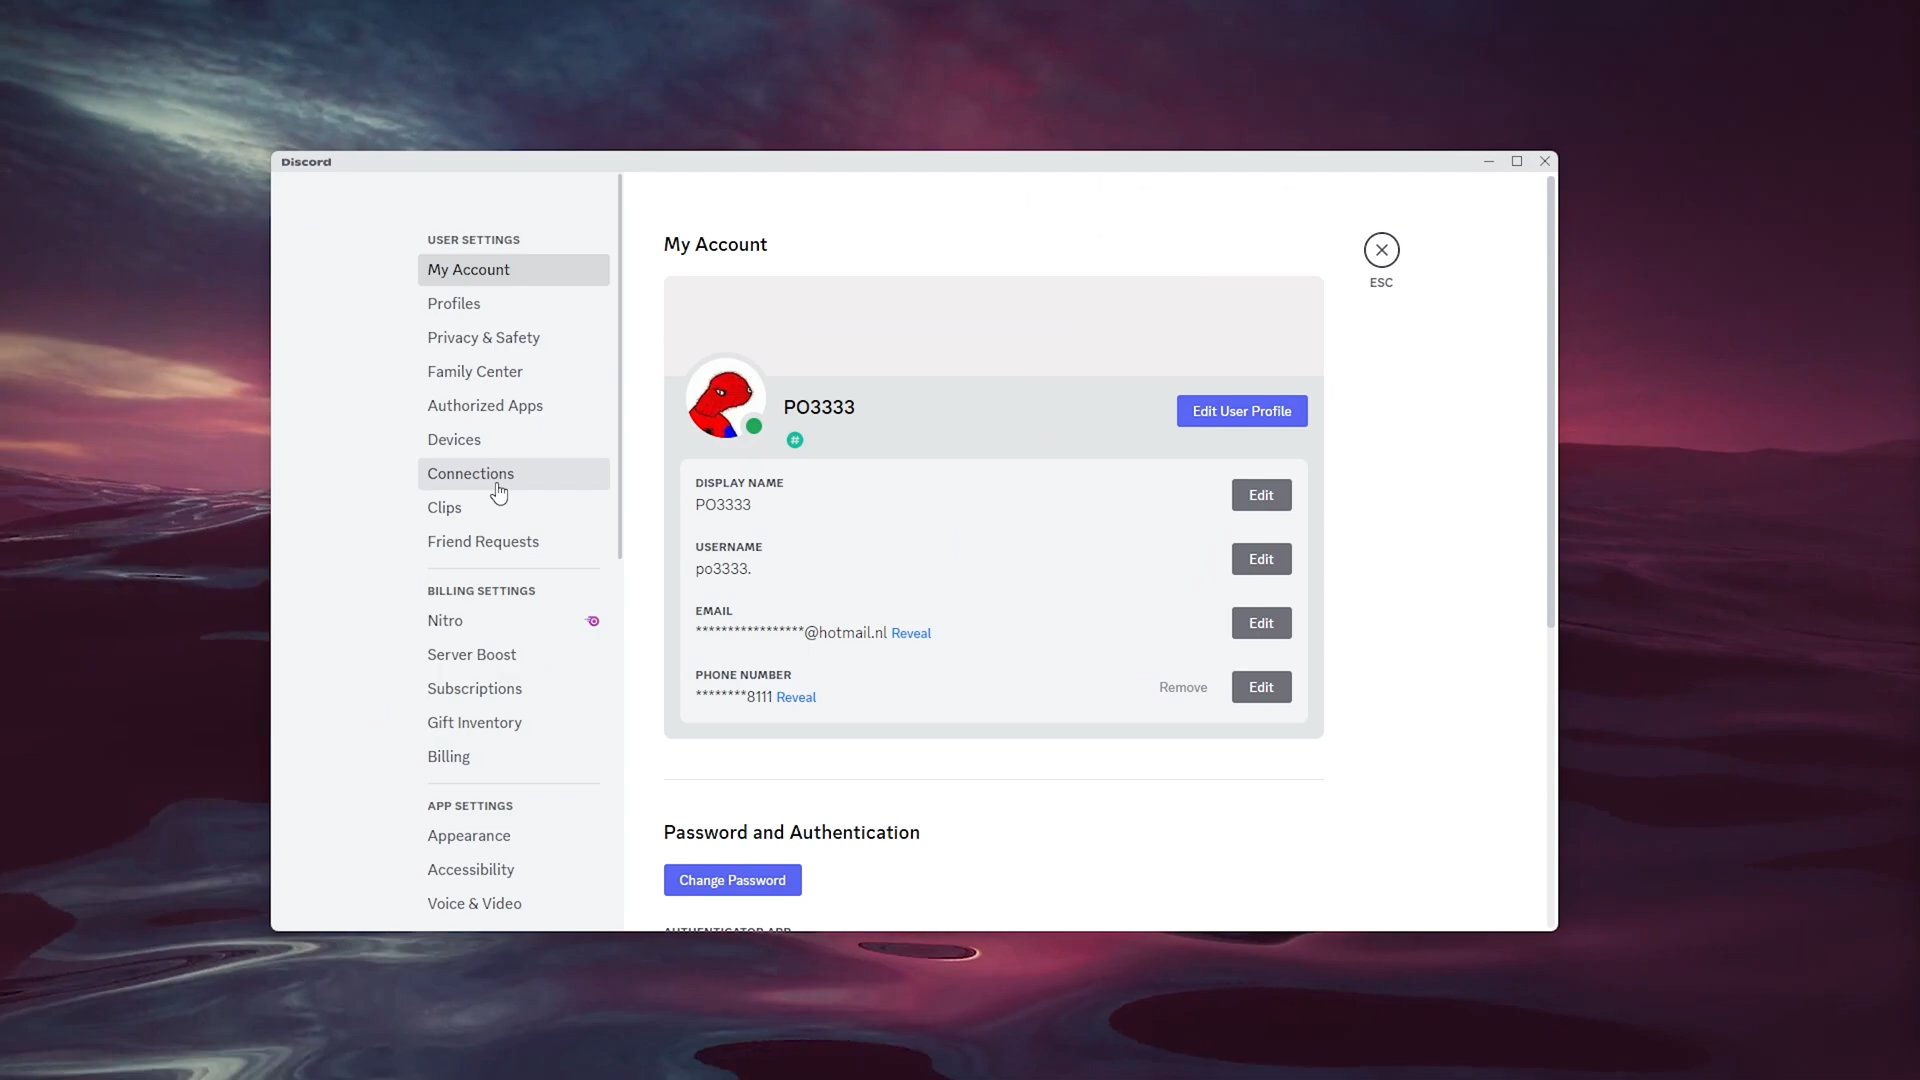 Discord
USER SETTINGS
My Account
Profiles
Privacy & Safety
Family Center
Authorized Apps
Devices
Connections
Clips
Friend Requests
BILLING SETTINGS
Nitro
Server Boost
Subscriptions
Gift Inventory
Billing
APP SETTINGS
Appearance
Accessibility
Voice & Video
My Account
ESC
PO3333
#
Edit User Profile
DISPLAY NAME
PO3333
Edit
USERNAME
po3333.
Edit
EMAIL
*****************@hotmail.nl Reveal
Edit
PHONE NUMBER
********8111 Reveal
Remove
Edit
Password and Authentication
Change Password
AUTHENTICATOR APP